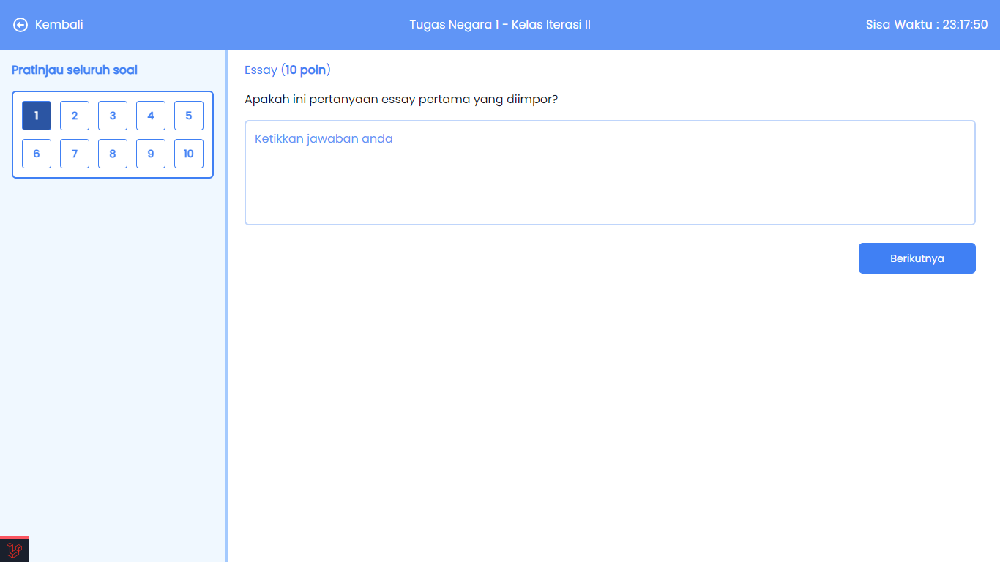 Kembali
Tugas Negara 1 - Kelas Iterasi II
Sisa Waktu : 23:17:50
Pratinjau seluruh soal
1 2 3 4 5
6 7 8 9 10
Essay (10 poin)
Apakah ini pertanyaan essay pertama yang diimpor?
Ketikkan jawaban anda
Berikutnya